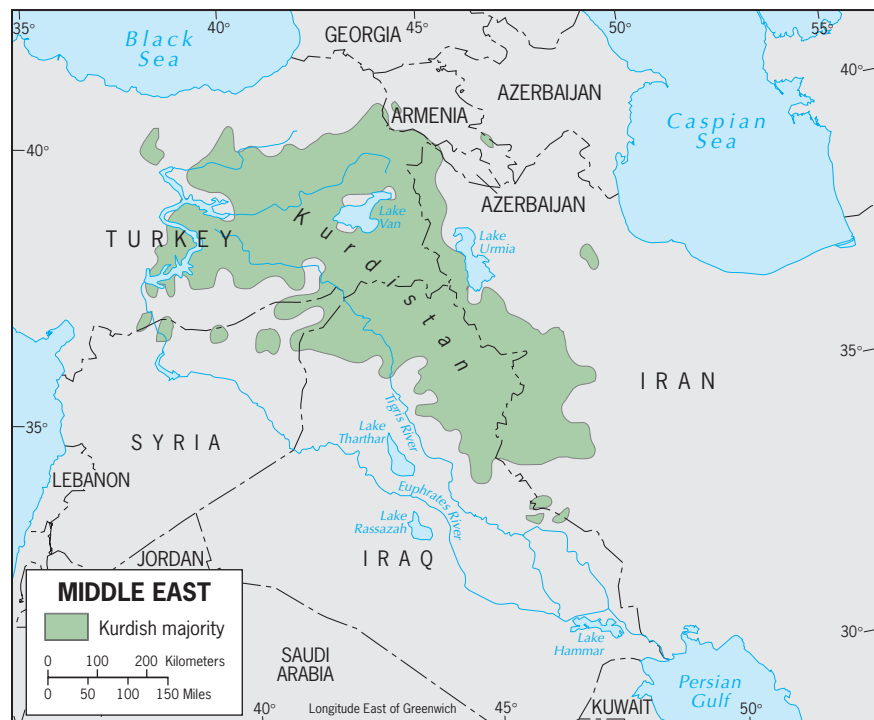 35°
40°
45°
50°
55°
Black
Sea
GEORGIA
40°
ARMENIA
AZERBAIJAN
Caspian
Sea
40°
AZERBAIJAN
Lake
Van
Kurdistan
TURKEY
Lake
Urmia
35°
IRAN
Tigris River
35°
SYRIA
Lake
Tharthar
LEBANON
Euphrates River
Lake
Rassazah
IRAQ
JORDAN
MIDDLE EAST
Kurdish majority
0 100 200 Kilometers
0 50 100 150 Miles
30°
Lake
Hammar
SAUDI
ARABIA
Persian
Gulf
KUWAIT
40°
Longitude East of Greenwich
45°
50°